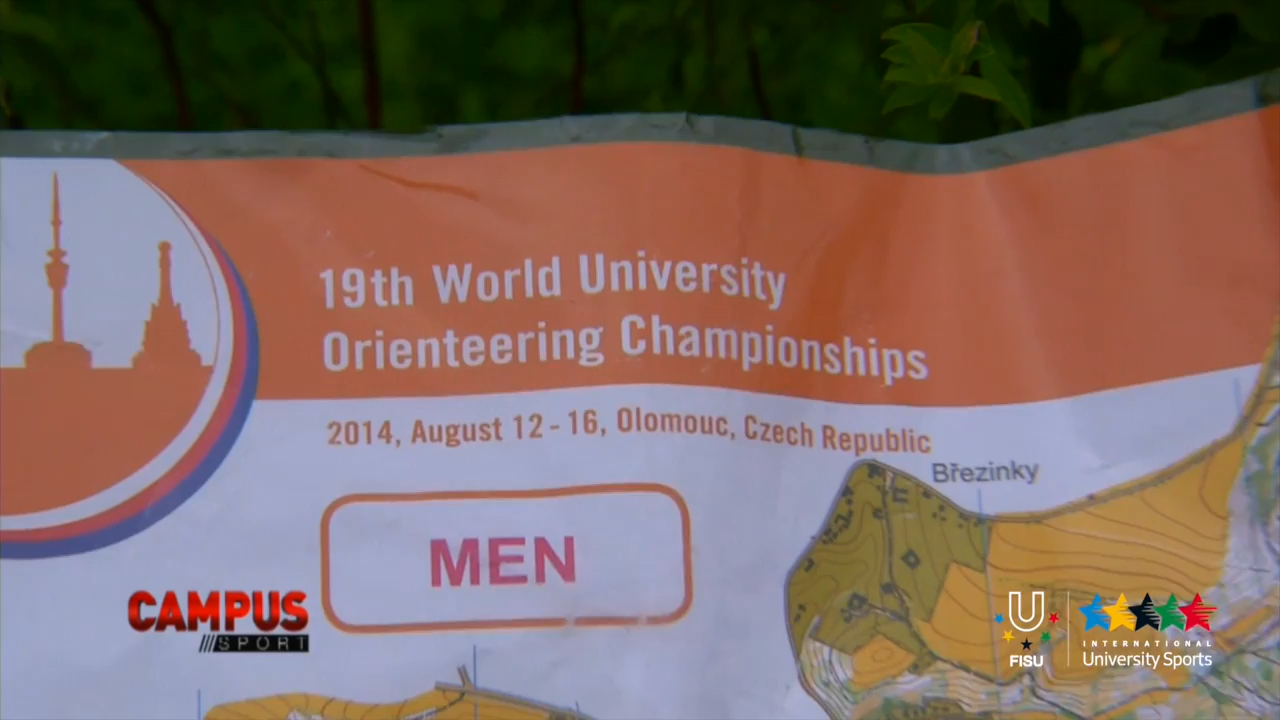 19th World University
Orienteering Championships
2014, August 12 - 16, Olomouc, Czech Republic
Březinky
MEN
CAMPUS
SPORT
FISU
INTERNATIONAL
University Sports